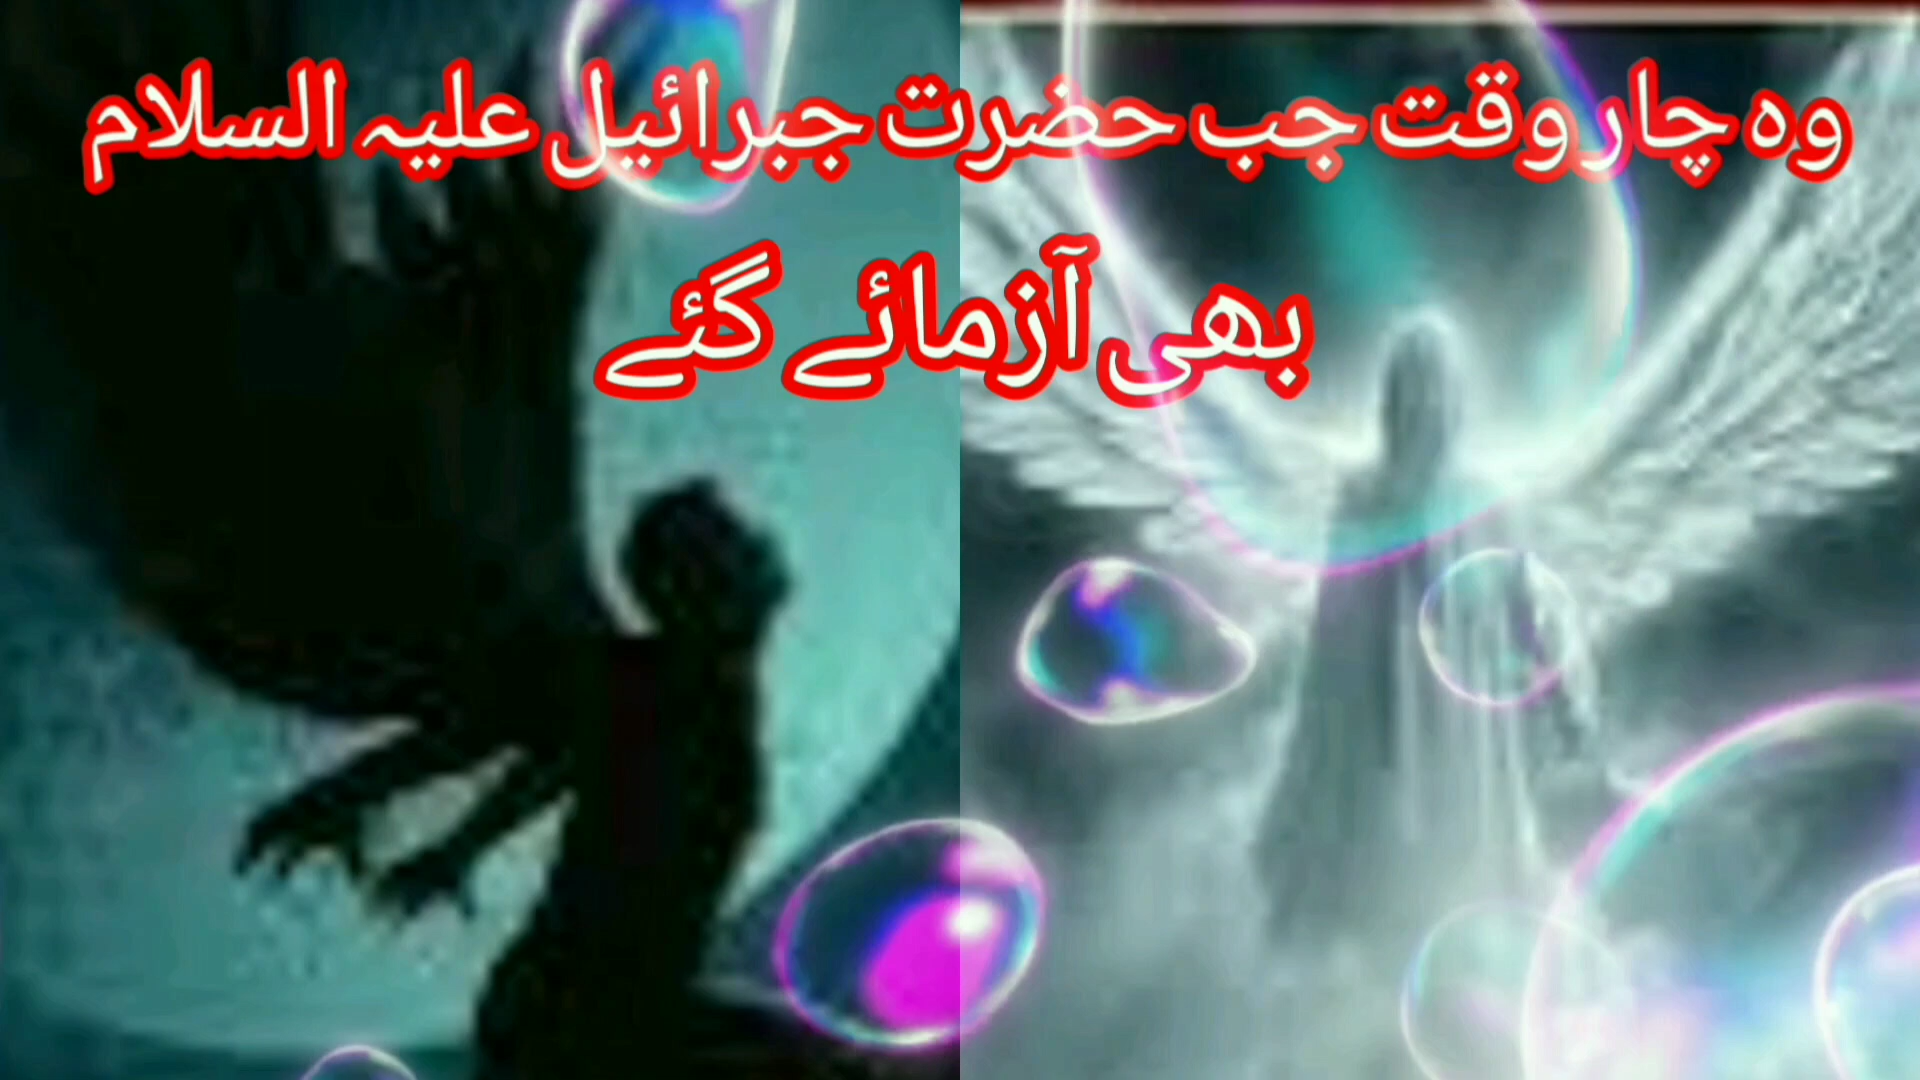 وہ چار وقت جب حضرت جبرائیل علیہ السلام
بھی آزمائے گئے